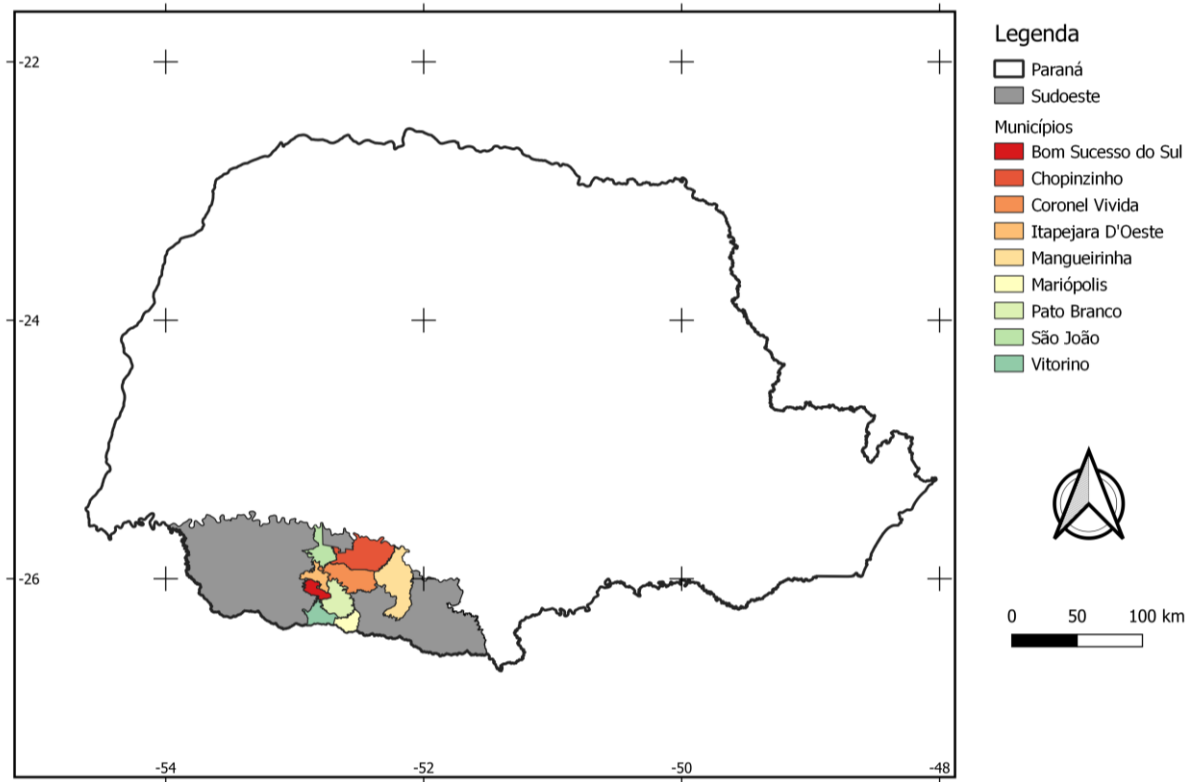 -22
-24
-26
-54
-52
-50
-48
Legenda
Paraná
Sudoeste
Municípios
Bom Sucesso do Sul
Chopinzinho
Coronel Vivida
Itapejara D'Oeste
Mangueirinha
Mariópolis
Pato Branco
São João
Vitorino
0 50 100 km